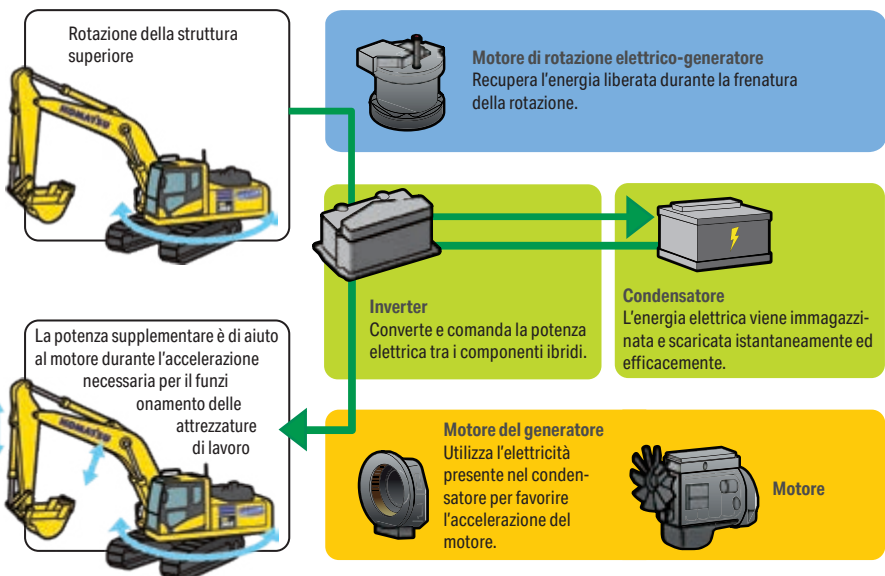 Rotazione della struttura
superiore
KOMATSU
Motore di rotazione elettrico-generatore
Recupera l'energia liberata durante la frenatura
della rotazione.
Inverter
Converte e comanda la potenza
elettrica tra i componenti ibridi.
Condensatore
L'energia elettrica viene immagazzi-
nata e scaricata istantaneamente ed
efficacemente.
La potenza supplementare è di aiuto
al motore durante l'accelerazione
necessaria per il funzi
onamento delle
attrezzature
di lavoro
KOMATSU
Motore del generatore
Utilizza l'elettricità
presente nel conden-
satore per favorire
l'accelerazione del
motore.
Motore